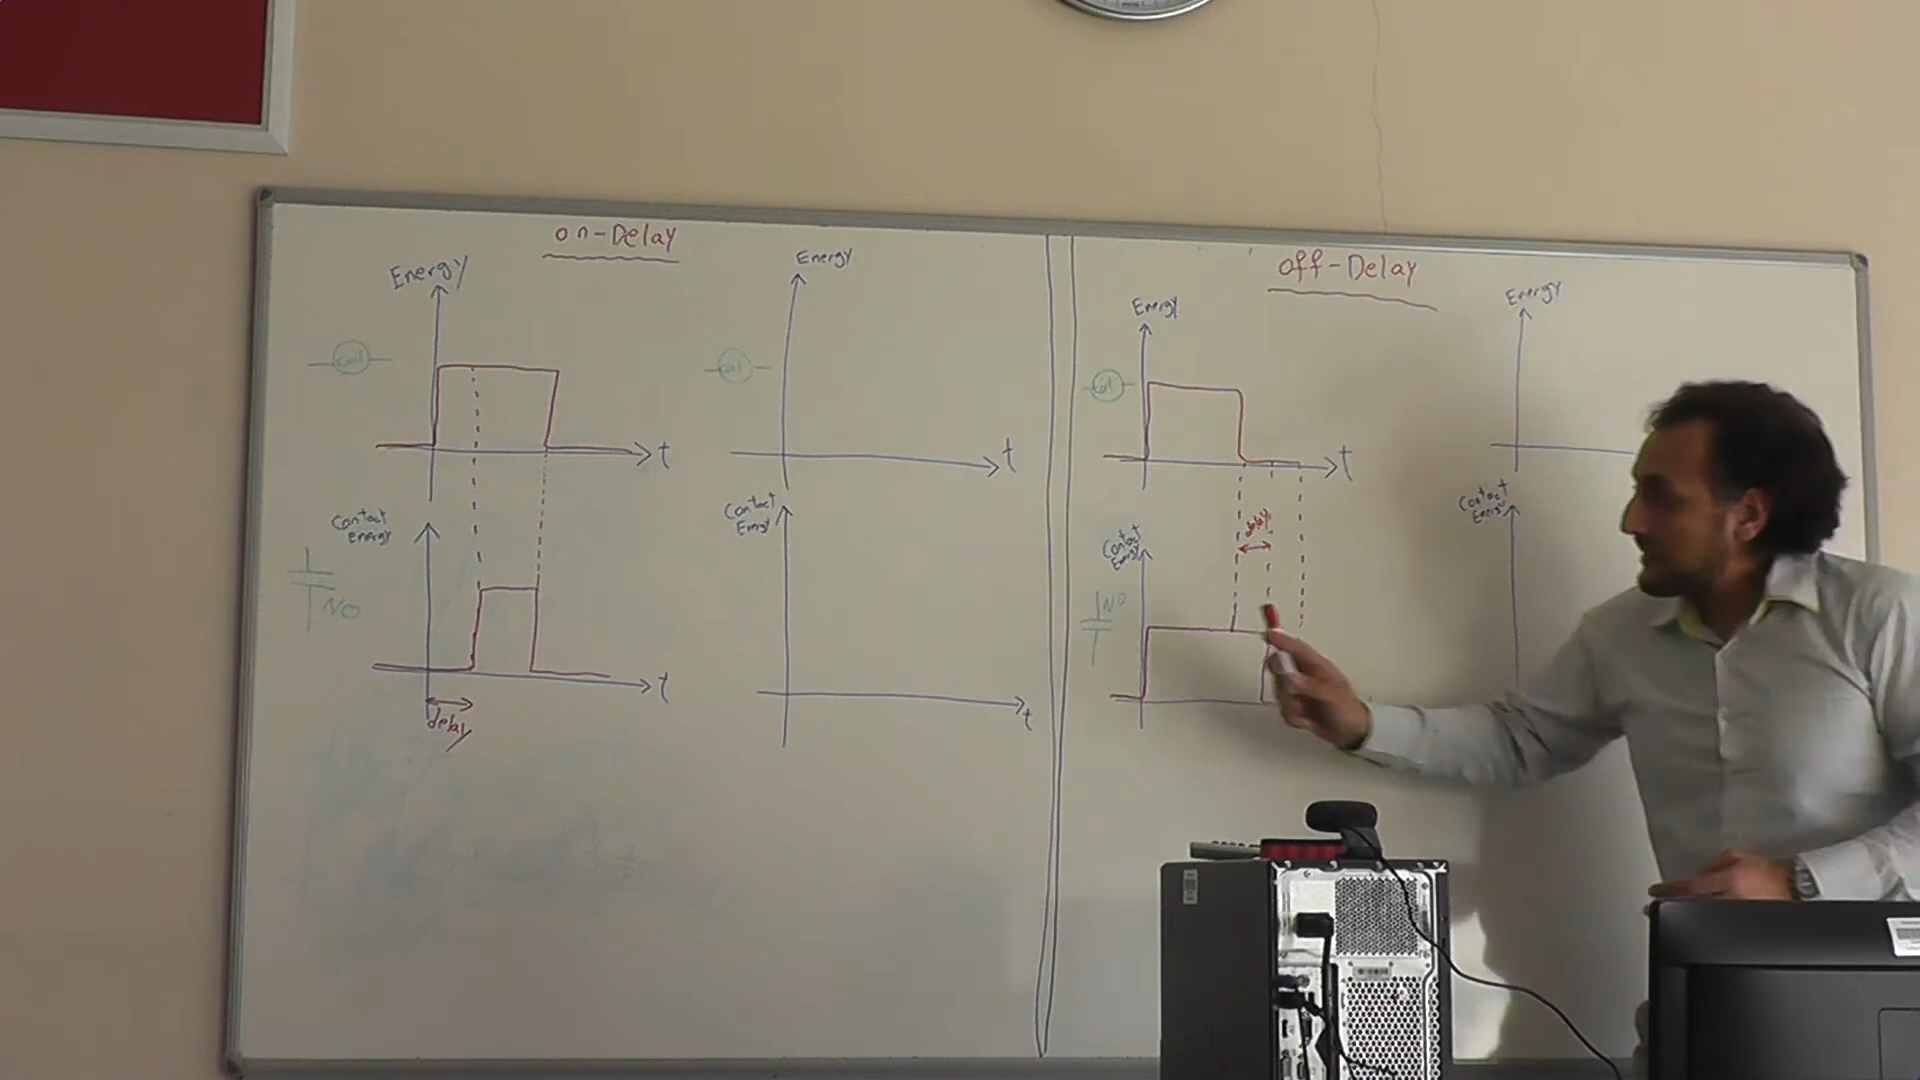 on-Delay
Energy
coil
t
Contact
Energy
NO
t
delay
Energy
coil
t
Contact
Energy
t
off-Delay
Energy
t
delay
Contact
Energy
NO
Energy
Contact
Energy